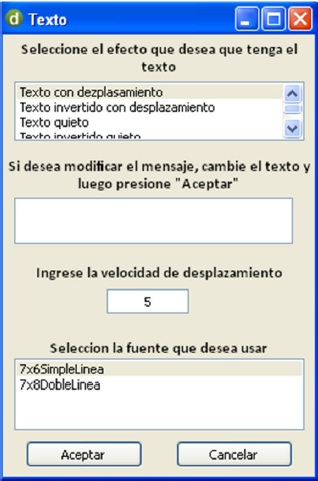 Texto
Seleccione el efecto que desea que tenga el
texto
Texto con dezplasamiento
Texto invertido con desplazamiento
Texto quieto
Texto invertido quieto
Si desea modificar el mensaje, cambie el texto y
luego presione "Aceptar"
Ingrese la velocidad de desplazamiento
5
Seleccion la fuente que desea usar
7x6SimpleLinea
7x8DobleLinea
Aceptar
Cancelar